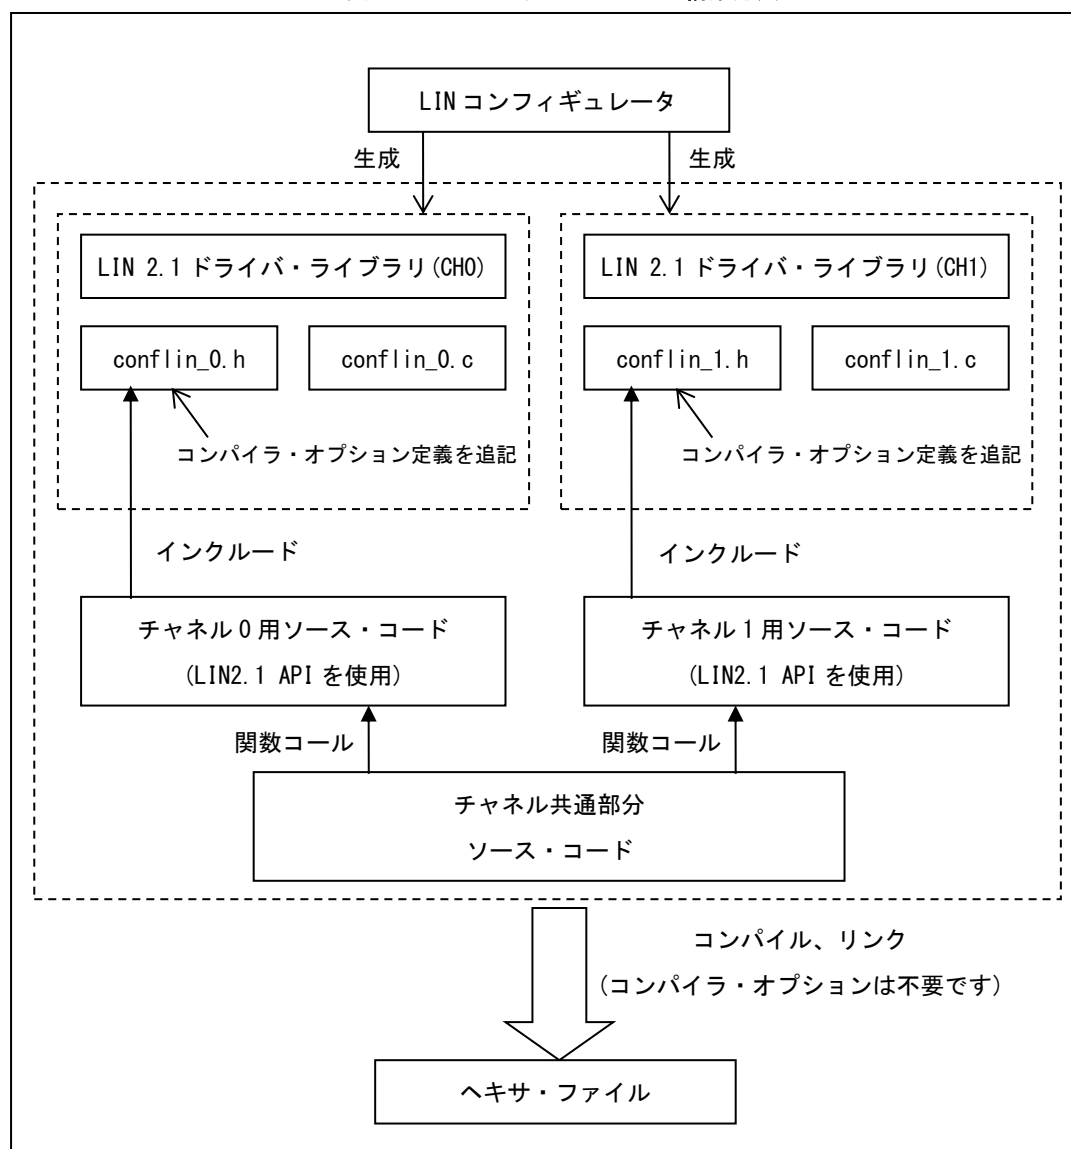 LIN コンフィギュレータ
生成
生成
LIN 2.1 ドライバ・ライブラリ(CH0)
LIN 2.1 ドライバ・ライブラリ(CH1)
conflin_0.h
conflin_0.c
conflin_1.h
conflin_1.c
コンパイラ・オプション定義を追記
コンパイラ・オプション定義を追記
インクルード
インクルード
チャネル 0 用ソース・コード
(LIN2.1 API を使用)
チャネル 1 用ソース・コード
(LIN2.1 API を使用)
関数コール
関数コール
チャネル共通部分
ソース・コード
コンパイル、リンク
(コンパイラ・オプションは不要です)
ヘキサ・ファイル